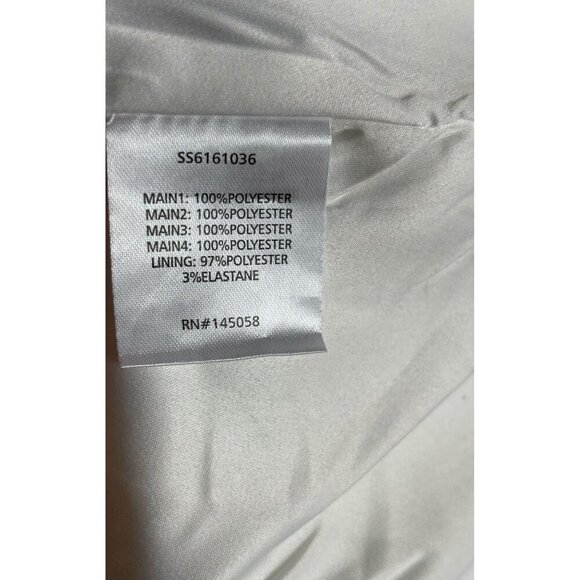 SS6161036
MAIN1: 100%POLYESTER
MAIN2: 100%POLYESTER
MAIN3: 100%POLYESTER
MAIN4: 100%POLYESTER
LINING: 97%POLYESTER
3%ELASTANE
RN#145058